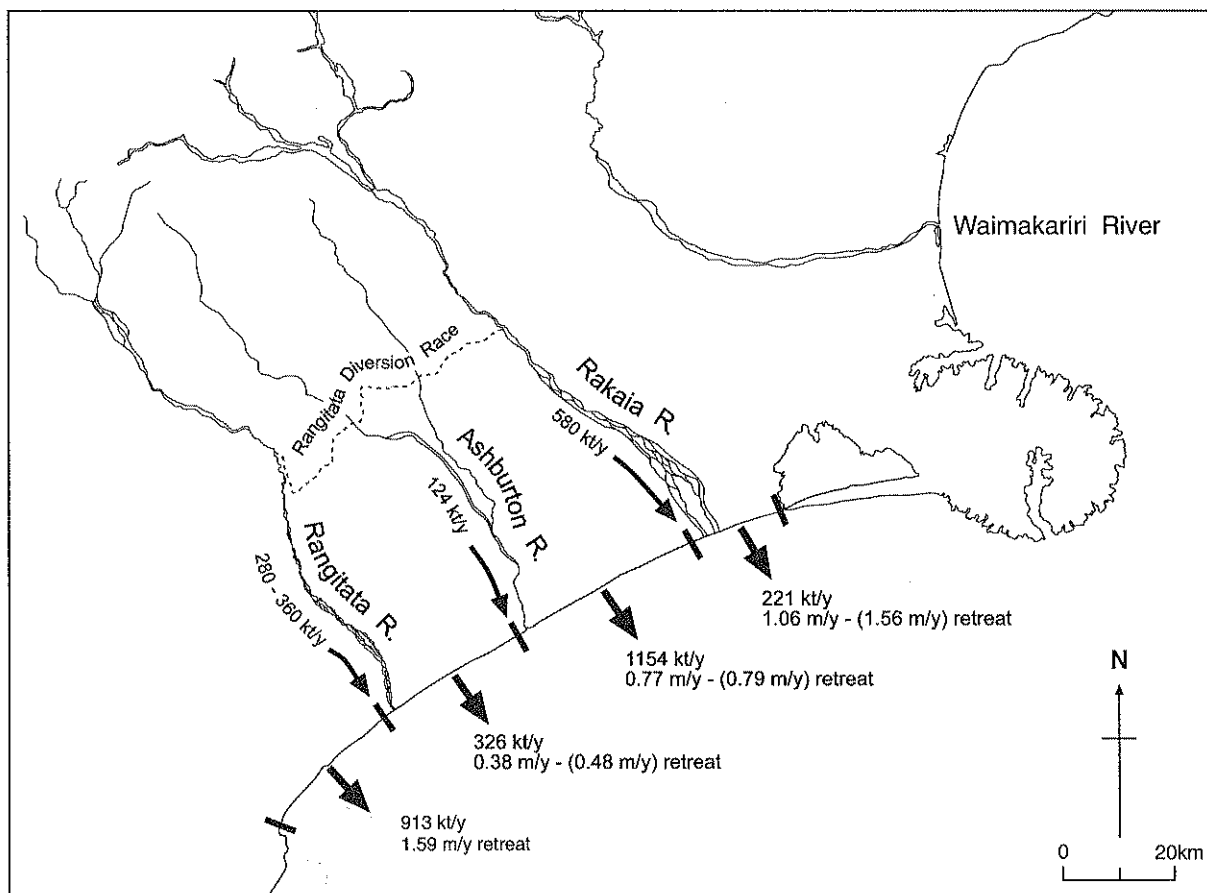 Waimakariri River
Rangitata Diversion Race
Rakaia R.
580 kt/y
Ashburton R.
124 kt/y
Rangitata R.
280 - 360 kt/y
221 kt/y
1.06 m/y - (1.56 m/y) retreat
1154 kt/y
0.77 m/y - (0.79 m/y) retreat
326 kt/y
0.38 m/y - (0.48 m/y) retreat
913 kt/y
1.59 m/y retreat
N
0 20km